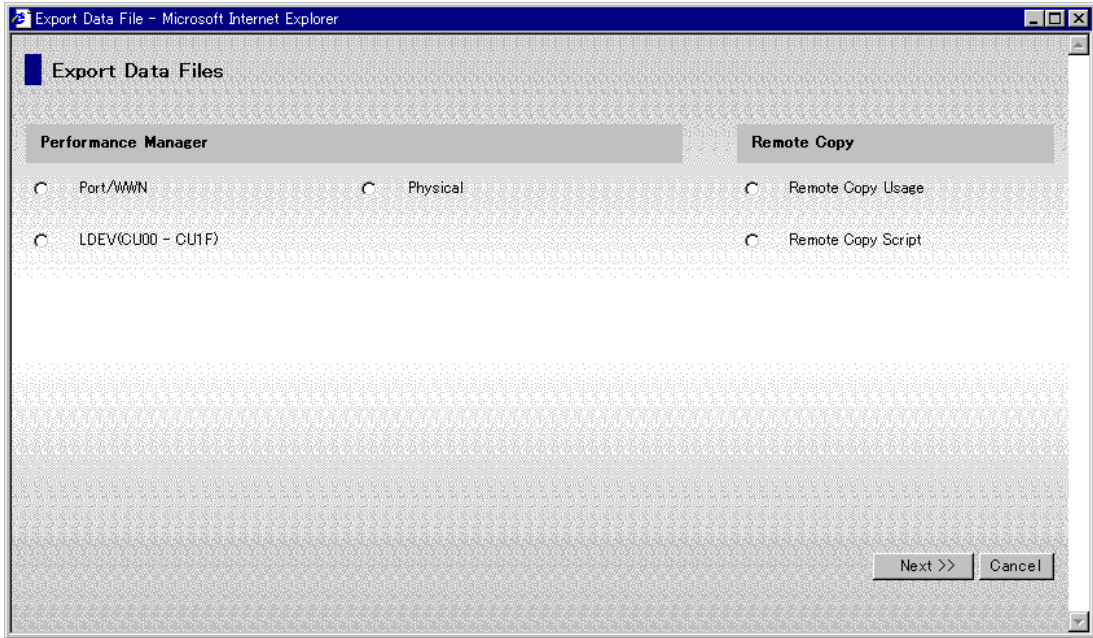 Export Data File - Microsoft Internet Explorer
Export Data Files
Performance Manager
Remote Copy
Port/WWN
Physical
Remote Copy Usage
LDEV(CU00 - CU1F)
Remote Copy Script
Next >>
Cancel